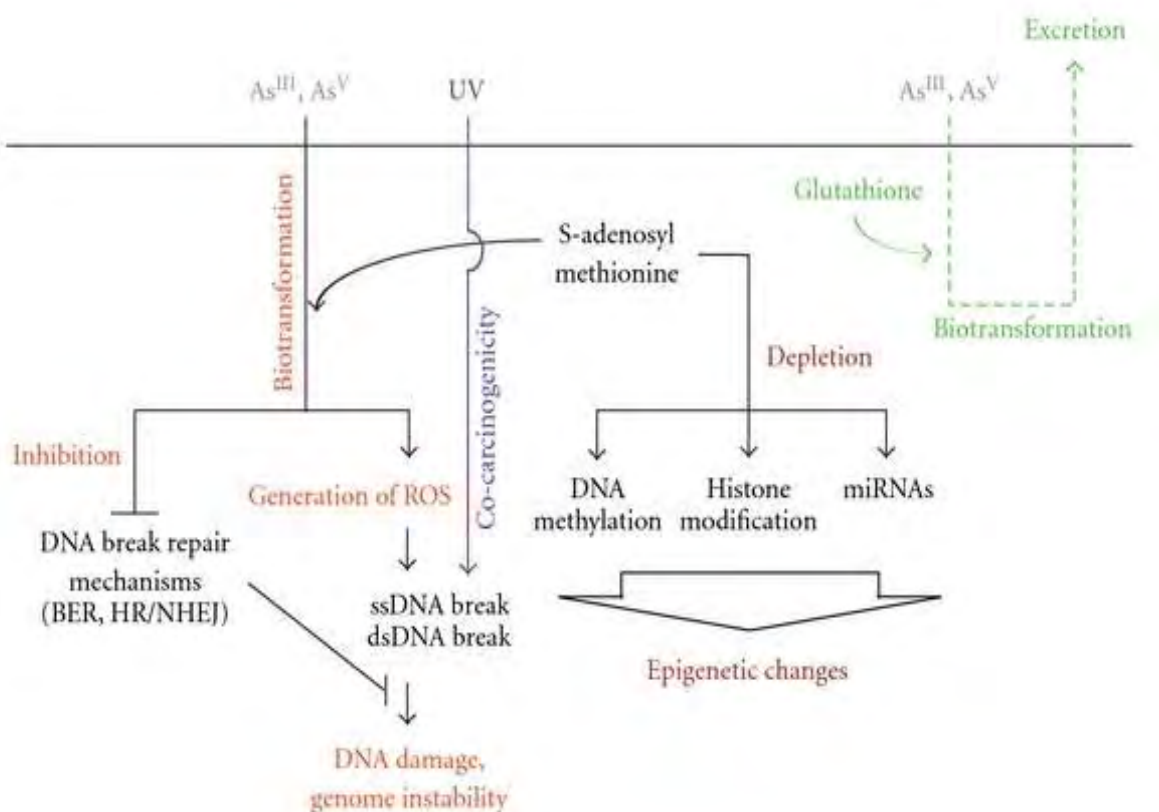 Excretion
As^III, As^V
UV
As^III, As^V
Biotransformation
Glutathione
S-adenosyl
methionine
Biotransformation
Co-carcinogenicity
Depletion
Inhibition
Generation of ROS
DNA
methylation
Histone
modification
miRNAs
DNA break repair
mechanisms
(BER, HR/NHEJ)
ssDNA break
dsDNA break
Epigenetic changes
DNA damage,
genome instability